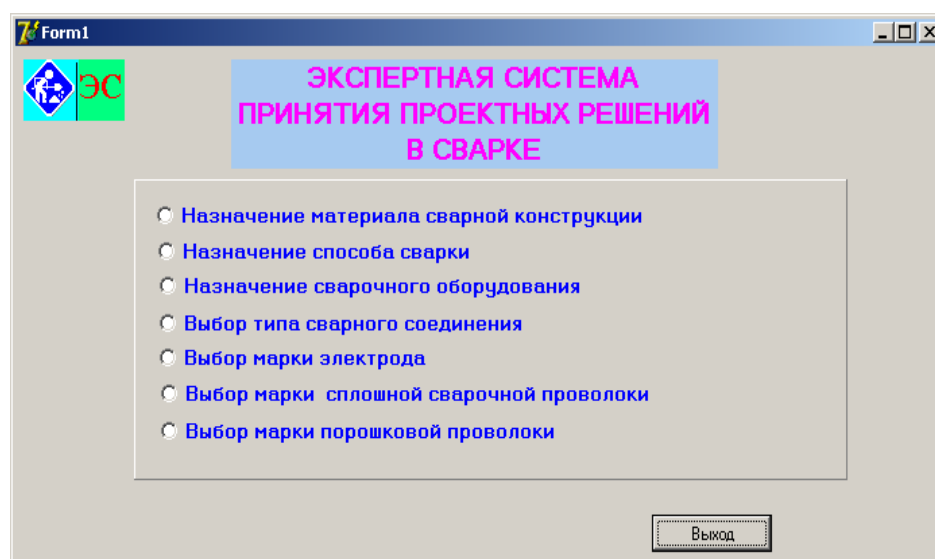 Form1
ЭС
ЭКСПЕРТНАЯ СИСТЕМА
ПРИНЯТИЯ ПРОЕКТНЫХ РЕШЕНИЙ
В СВАРКЕ
Назначение материала сварной конструкции
Назначение способа сварки
Назначение сварочного оборудования
Выбор типа сварного соединения
Выбор марки электрода
Выбор марки сплошной сварочной проволоки
Выбор марки порошковой проволоки
Выход